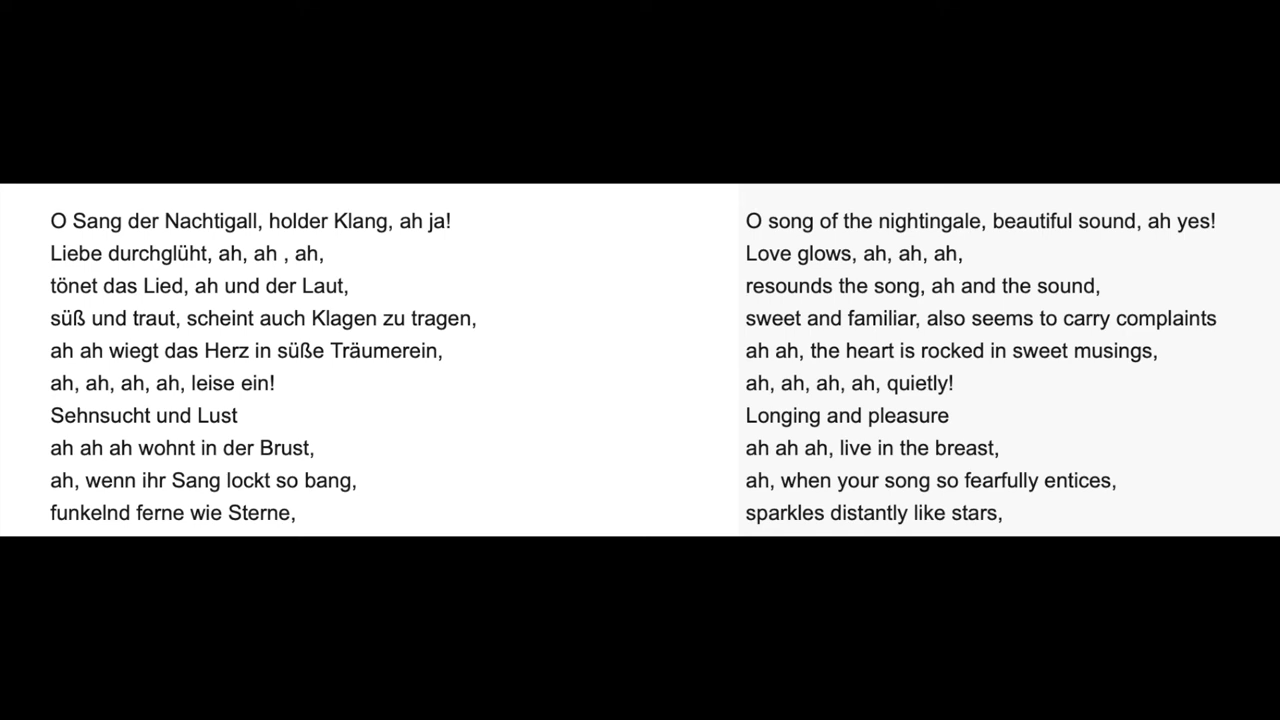 O Sang der Nachtigall, holder Klang, ah ja!
Liebe durchglüht, ah, ah , ah,
tönet das Lied, ah und der Laut,
süß und traut, scheint auch Klagen zu tragen,
ah ah wiegt das Herz in süße Träumerein,
ah, ah, ah, ah, leise ein!
Sehnsucht und Lust
ah ah ah wohnt in der Brust,
ah, wenn ihr Sang lockt so bang,
funkelnd ferne wie Sterne,
O song of the nightingale, beautiful sound, ah yes!
Love glows, ah, ah, ah,
resounds the song, ah and the sound,
sweet and familiar, also seems to carry complaints
ah ah, the heart is rocked in sweet musings,
ah, ah, ah, ah, quietly!
Longing and pleasure
ah ah ah, live in the breast,
ah, when your song so fearfully entices,
sparkles distantly like stars,